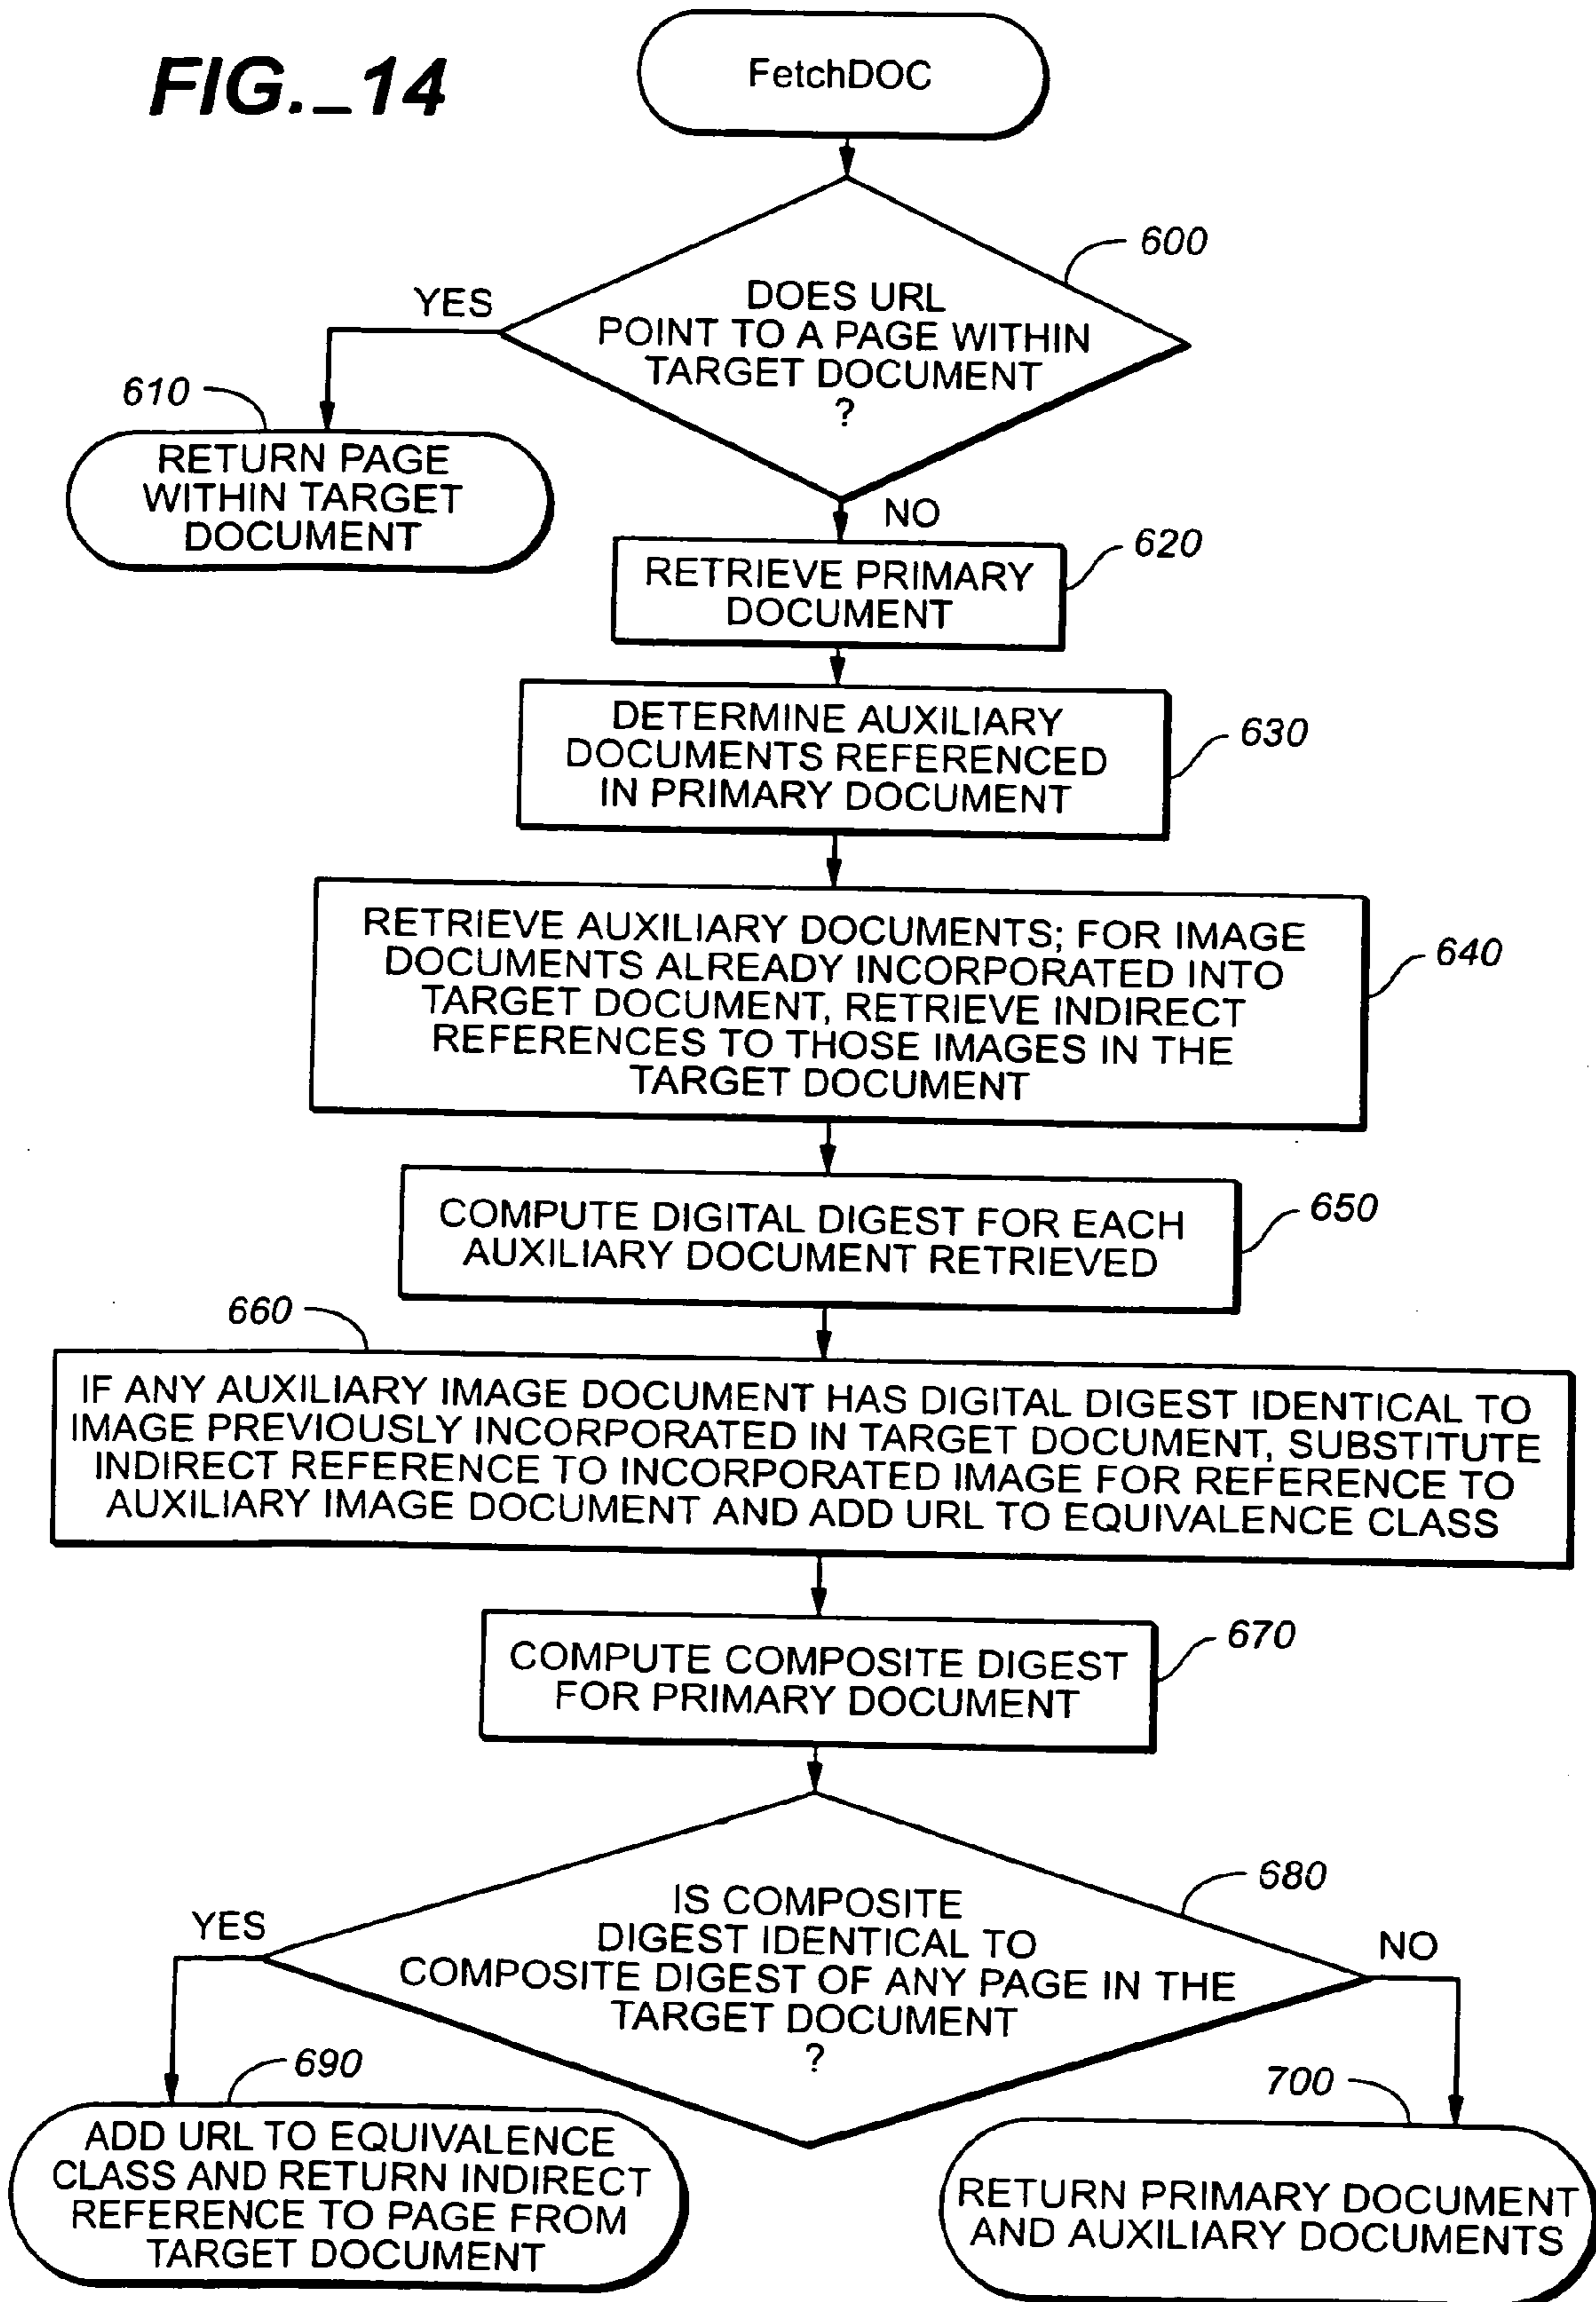 FIG._14
FetchDOC
600
YES
DOES URL
POINT TO A PAGE WITHIN
TARGET DOCUMENT
?
610
RETURN PAGE
WITHIN TARGET
DOCUMENT
NO
620
RETRIEVE PRIMARY
DOCUMENT
DETERMINE AUXILIARY
DOCUMENTS REFERENCED
IN PRIMARY DOCUMENT
630
RETRIEVE AUXILIARY DOCUMENTS; FOR IMAGE
DOCUMENTS ALREADY INCORPORATED INTO
TARGET DOCUMENT, RETRIEVE INDIRECT
REFERENCES TO THOSE IMAGES IN THE
TARGET DOCUMENT
640
COMPUTE DIGITAL DIGEST FOR EACH
AUXILIARY DOCUMENT RETRIEVED
650
660
IF ANY AUXILIARY IMAGE DOCUMENT HAS DIGITAL DIGEST IDENTICAL TO
IMAGE PREVIOUSLY INCORPORATED IN TARGET DOCUMENT, SUBSTITUTE
INDIRECT REFERENCE TO INCORPORATED IMAGE FOR REFERENCE TO
AUXILIARY IMAGE DOCUMENT AND ADD URL TO EQUIVALENCE CLASS
COMPUTE COMPOSITE DIGEST
FOR PRIMARY DOCUMENT
670
680
YES
IS COMPOSITE
DIGEST IDENTICAL TO
COMPOSITE DIGEST OF ANY PAGE IN THE
TARGET DOCUMENT
?
NO
690
ADD URL TO EQUIVALENCE
CLASS AND RETURN INDIRECT
REFERENCE TO PAGE FROM
TARGET DOCUMENT
700
RETURN PRIMARY DOCUMENT
AND AUXILIARY DOCUMENTS